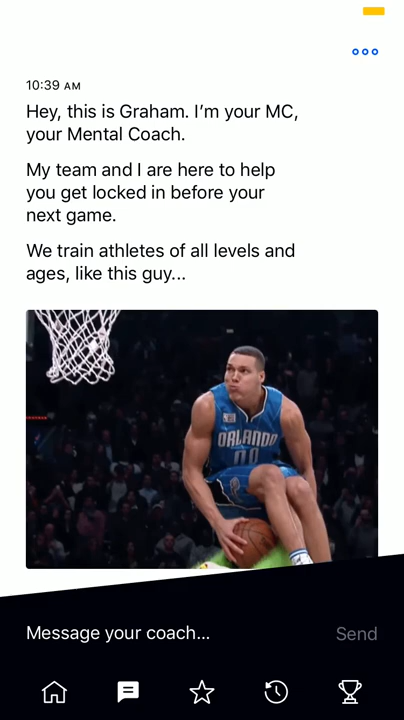 10:39 AM
Hey, this is Graham. I’m your MC,
your Mental Coach.
My team and I are here to help
you get locked in before your
next game.
We train athletes of all levels and
ages, like this guy...
ORLANDO
00
Message your coach...
Send